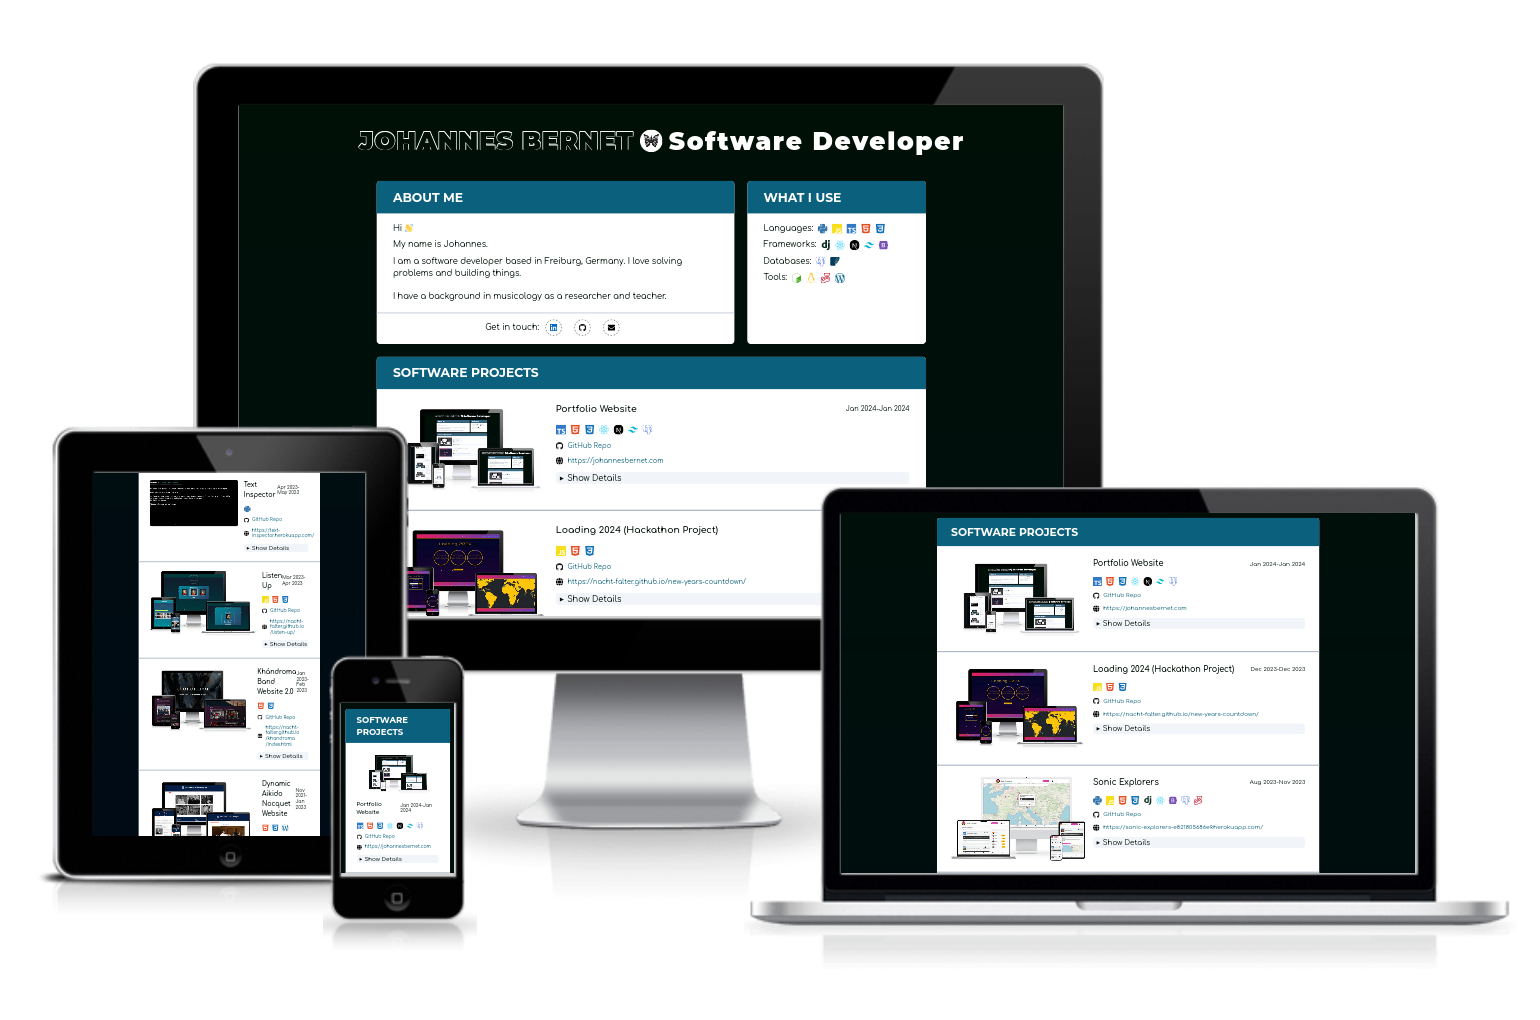 JOHANNES BERNET Software Developer
ABOUT ME
Hi
My name is Johannes.
I am a software developer based in Freiburg, Germany. I love solving
problems and building things.
I have a background in musicology as a researcher and teacher.
Get in touch:
WHAT I USE
Languages:
Frameworks:
Databases:
Tools:
SOFTWARE PROJECTS
Portfolio Website
Jan 2024-Jan 2024
GitHub Repo
https://johannesbernet.com
▸ Show Details
Loading 2024 (Hackathon Project)
GitHub Repo
https://nacht-falter.github.io/new-years-countdown/
▸ Show Details
Text
Inspector
Apr 2023-
May 2023
GitHub Repo
https://text-
inspector.herokuapp.com/
▸ Show Details
Listen
Up
Mar 2023-
Apr 2023
GitHub Repo
https://nacht-
falter.github.io
/listen-up/
▸ Show Details
Khándroma
Band
Website 2.0
Jan
2023-
Feb
2023
GitHub Repo
https://nacht-
falter.github.io
/khandroma
/index.html
▸ Show Details
Dynamic
Aikido
Nocquet
Website
Nov
2021-
Jan
2023
SOFTWARE
PROJECTS
Portfolio
Website
Jan 2024-Jan
2024
GitHub Repo
https://johannesbernet.com
▸ Show Details
SOFTWARE PROJECTS
Portfolio Website
Jan 2024-Jan 2024
GitHub Repo
https://johannesbernet.com
▸ Show Details
Loading 2024 (Hackathon Project)
Dec 2023-Dec 2023
GitHub Repo
https://nacht-falter.github.io/new-years-countdown/
▸ Show Details
Sonic Explorers
Aug 2023-Nov 2023
GitHub Repo
https://sonic-explorers-e821805686e9.herokuapp.com/
▸ Show Details